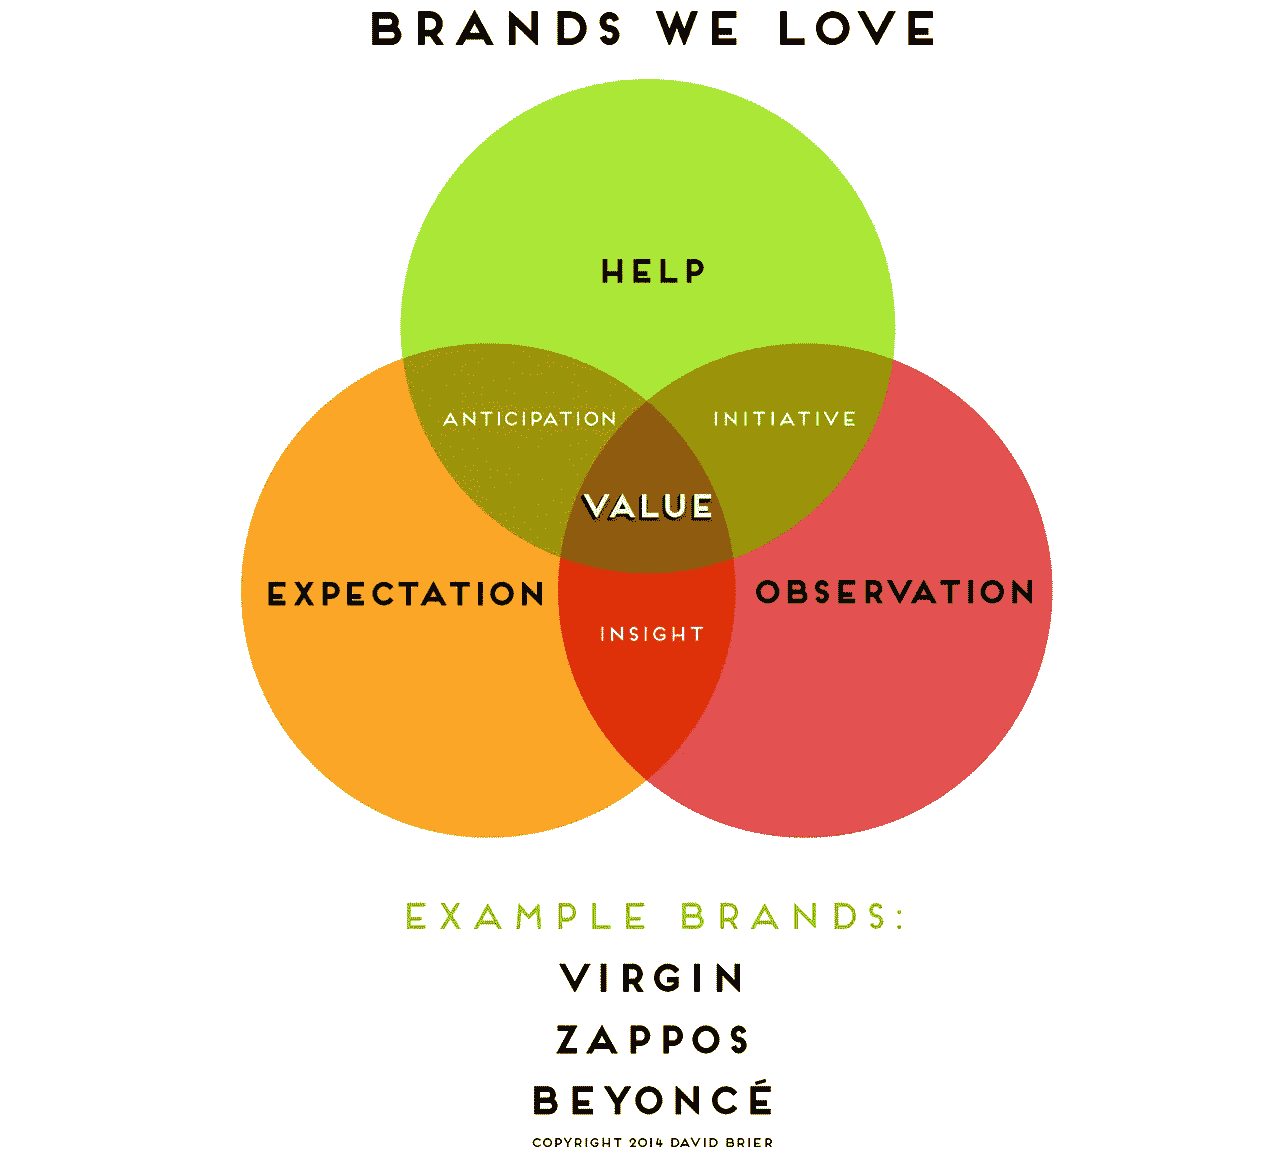 BRANDS WE LOVE
HELP
ANTICIPATION
INITIATIVE
VALUE
EXPECTATION
OBSERVATION
INSIGHT
EXAMPLE BRANDS:
VIRGIN
ZAPPOS
BEYONCÉ
COPYRIGHT 2014 DAVID BRIER